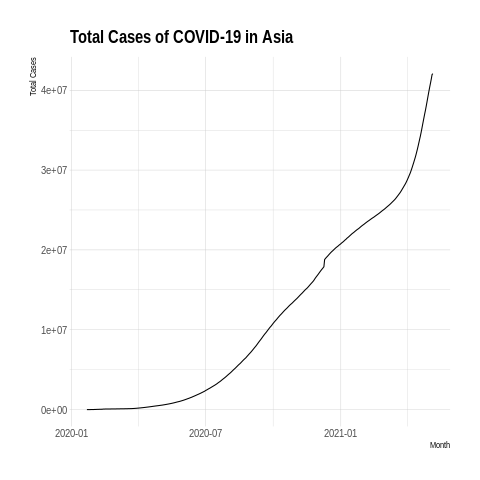 Total Cases of COVID-19 in Asia
Total Cases
4e+07
3e+07
2e+07
1e+07
0e+00
2020-01 2020-07 2021-01
Month